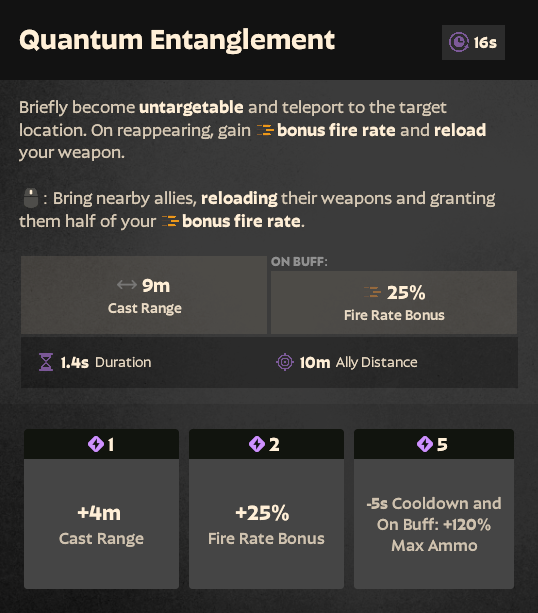 Quantum Entanglement
16s
Briefly become untargetable and teleport to the target
location. On reappearing, gain bonus fire rate and reload
your weapon.
: Bring nearby allies, reloading their weapons and granting
them half of your bonus fire rate.
9m
Cast Range
ON BUFF:
25%
Fire Rate Bonus
1.4s Duration
10m Ally Distance
1
+4m
Cast Range
2
+25%
Fire Rate Bonus
5
-5s Cooldown and
On Buff: +120%
Max Ammo